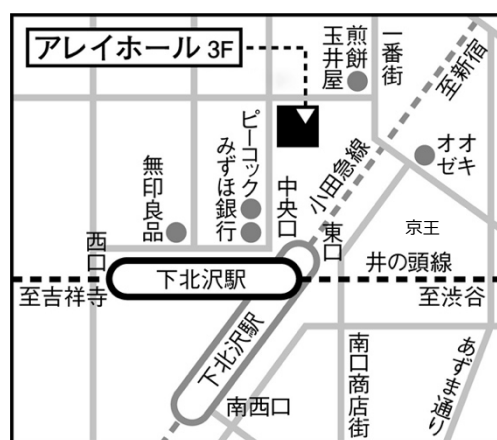 アレイホール 3F
煎餅
玉井屋
一番街
至新宿
ピーコック
みずほ銀行
無印良品
中央口
小田急線
オオゼキ
西口
東口
京王
井の頭線
下北沢駅
至吉祥寺
至渋谷
下北沢駅
南西口
南口商店街
あずま通り